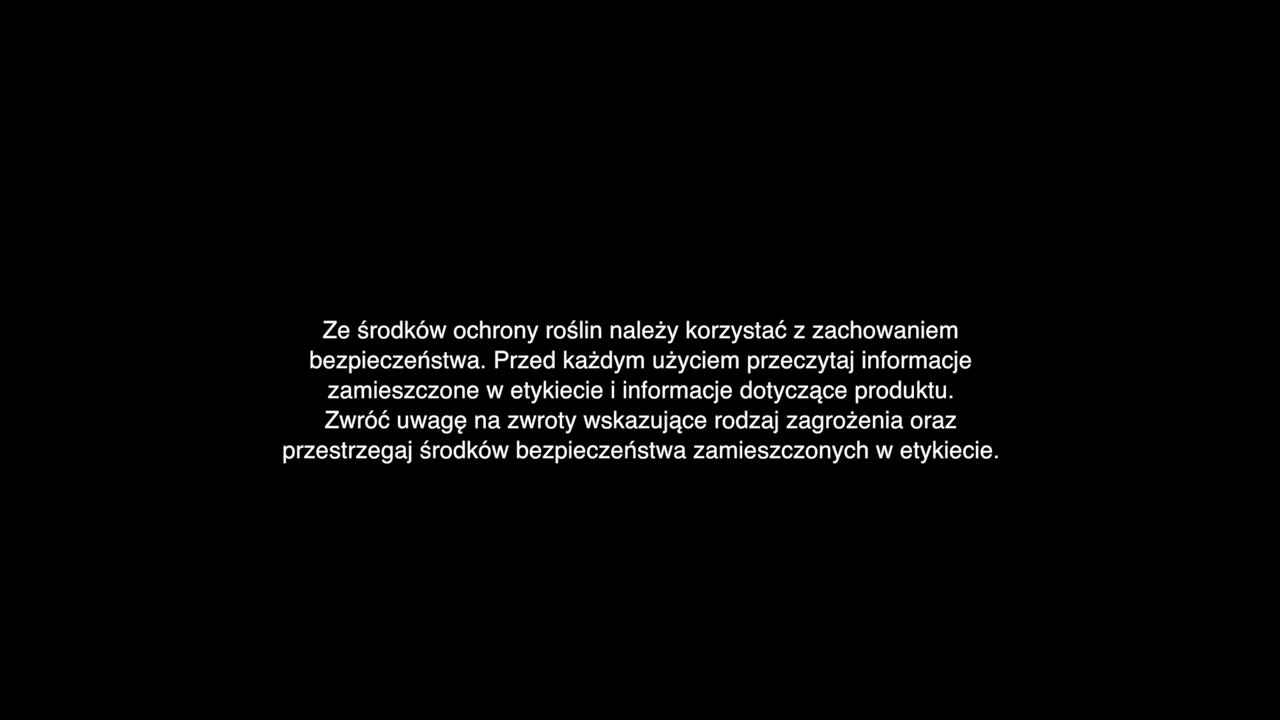 Ze środków ochrony roślin należy korzystać z zachowaniem
bezpieczeństwa. Przed każdym użyciem przeczytaj informacje
zamieszczone w etykiecie i informacje dotyczące produktu.
Zwróć uwagę na zwroty wskazujące rodzaj zagrożenia oraz
przestrzegaj środków bezpieczeństwa zamieszczonych w etykiecie.